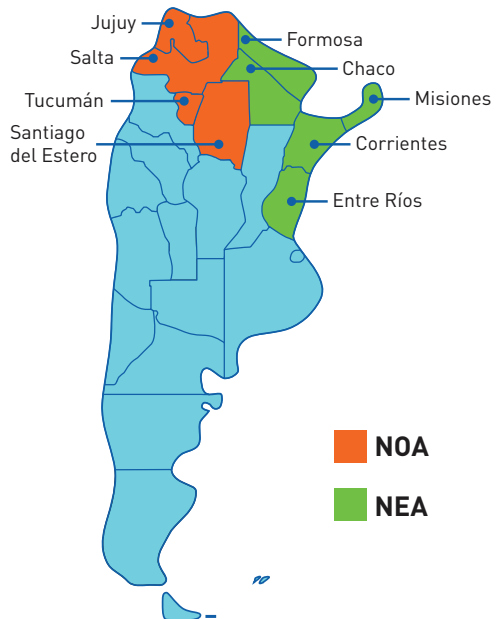 Jujuy
Salta
Tucumán
Santiago
del Estero
Formosa
Chaco
Misiones
Corrientes
Entre Ríos
NOA
NEA